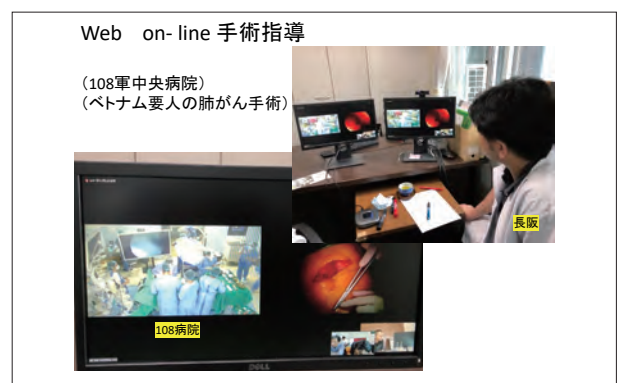 Web on-line 手術指導
（108軍中央病院）
（ベトナム要人の肺がん手術）
長阪
108病院
DELL